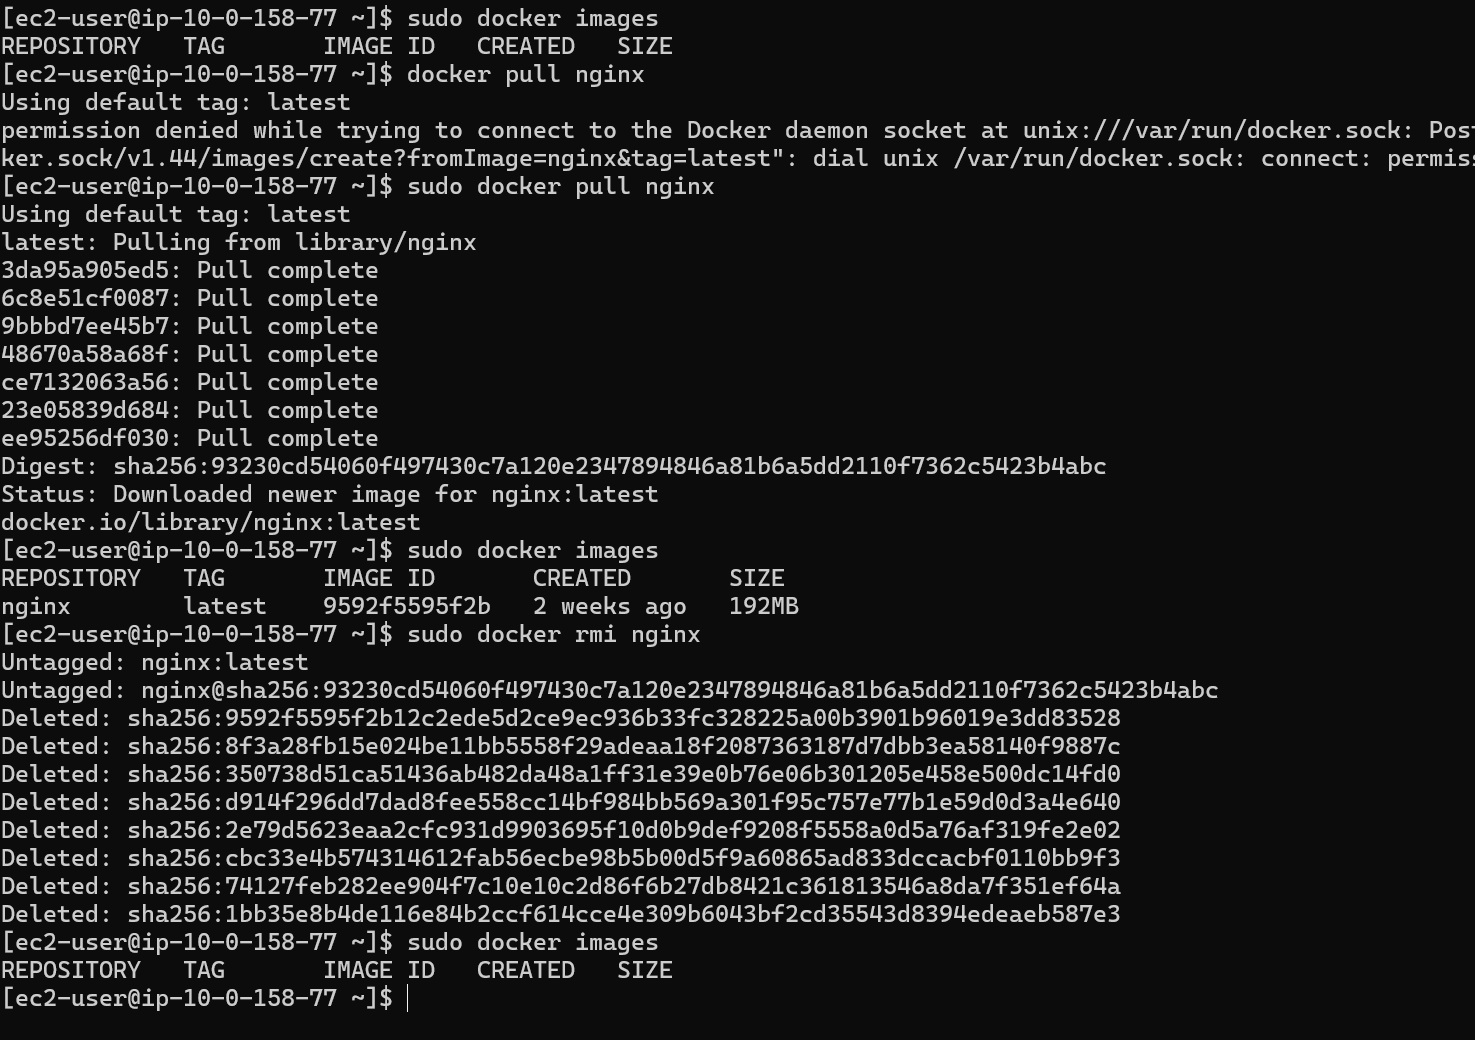 [ec2-user@ip-10-0-158-77 ~]$ sudo docker images
REPOSITORY   TAG       IMAGE ID   CREATED   SIZE
[ec2-user@ip-10-0-158-77 ~]$ docker pull nginx
Using default tag: latest
permission denied while trying to connect to the Docker daemon socket at unix:///var/run/docker.sock: Post
ker.sock/v1.44/images/create?fromImage=nginx&tag=latest": dial unix /var/run/docker.sock: connect: permiss
[ec2-user@ip-10-0-158-77 ~]$ sudo docker pull nginx
Using default tag: latest
latest: Pulling from library/nginx
3da95a905ed5: Pull complete
6c8e51cf0087: Pull complete
9bbbd7ee45b7: Pull complete
48670a58a68f: Pull complete
ce7132063a56: Pull complete
23e05839d684: Pull complete
ee95256df030: Pull complete
Digest: sha256:93230cd54060f497430c7a120e2347894846a81b6a5dd2110f7362c5423b4abc
Status: Downloaded newer image for nginx:latest
docker.io/library/nginx:latest
[ec2-user@ip-10-0-158-77 ~]$ sudo docker images
REPOSITORY   TAG       IMAGE ID       CREATED       SIZE
nginx        latest    9592f5595f2b   2 weeks ago   192MB
[ec2-user@ip-10-0-158-77 ~]$ sudo docker rmi nginx
Untagged: nginx:latest
Untagged: nginx@sha256:93230cd54060f497430c7a120e2347894846a81b6a5dd2110f7362c5423b4abc
Deleted: sha256:9592f5595f2b12c2ede5d2ce9ec936b33fc328225a00b3901b96019e3dd83528
Deleted: sha256:8f3a28fb15e024be11bb5558f29adeaa18f2087363187d7dbb3ea58140f9887c
Deleted: sha256:350738d51ca51436ab482da48a1ff31e39e0b76e06b301205e458e500dc14fd0
Deleted: sha256:d914f296dd7dad8fee558cc14bf984bb569a301f95c757e77b1e59d0d3a4e640
Deleted: sha256:2e79d5623eaa2cfc931d9903695f10d0b9def9208f5558a0d5a76af319fe2e02
Deleted: sha256:cbc33e4b574314612fab56ecbe98b5b00d5f9a60865ad833dccacbf0110bb9f3
Deleted: sha256:74127feb282ee904f7c10e10c2d86f6b27db8421c361813546a8da7f351ef64a
Deleted: sha256:1bb35e8b4de116e84b2ccf614cce4e309b6043bf2cd35543d8394edeaeb587e3
[ec2-user@ip-10-0-158-77 ~]$ sudo docker images
REPOSITORY   TAG       IMAGE ID   CREATED   SIZE
[ec2-user@ip-10-0-158-77 ~]$